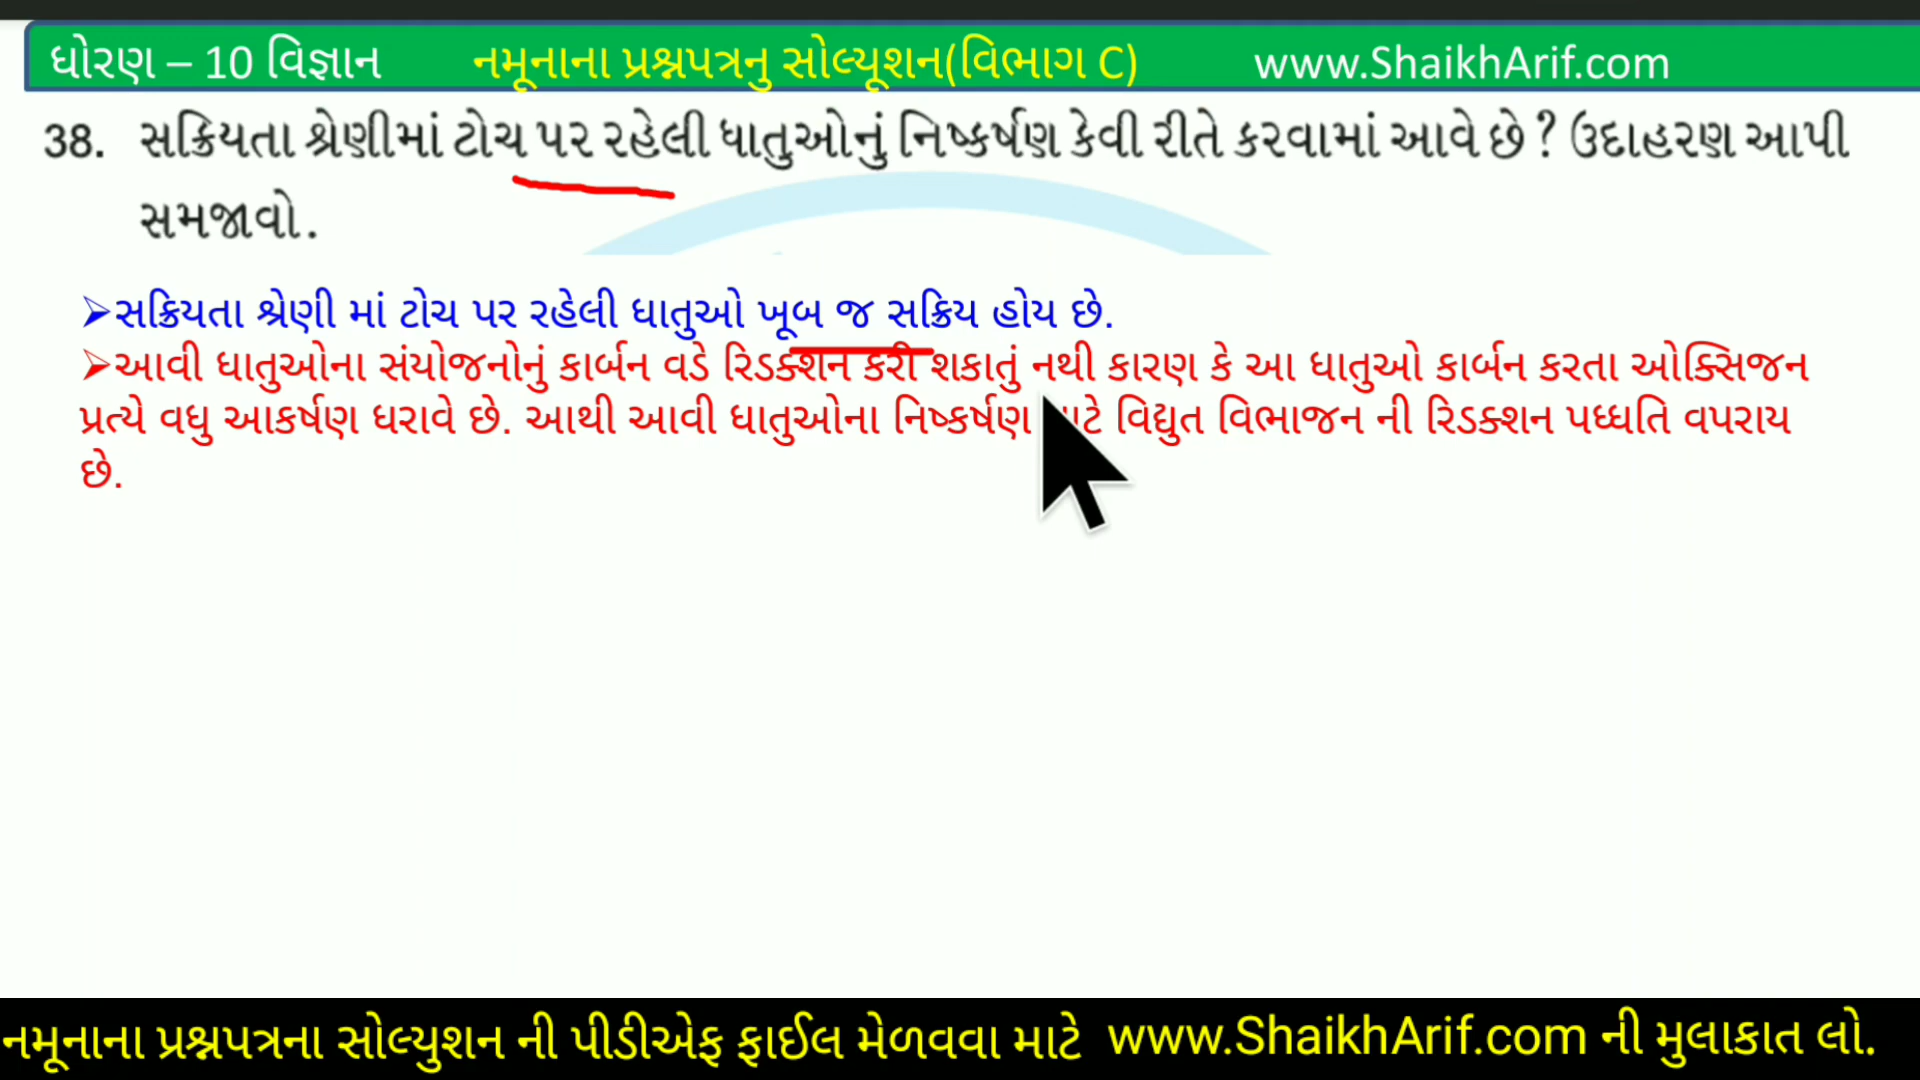 ધોરણ – 10 વિજ્ઞાન નમૂનાના પ્રશ્નપત્રનુ સોલ્યૂશન(વિભાગ C) www.ShaikhArif.com
38. સક્રિયતા શ્રેણીમાં ટોચ પર રહેલી ધાતુઓનું નિષ્કર્ષણ કેવી રીતે કરવામાં આવે છે ? ઉદાહરણ આપી
સમજાવો.
➢સક્રિયતા શ્રેણી માં ટોચ પર રહેલી ધાતુઓ ખૂબ જ સક્રિય હોય છે.
➢આવી ધાતુઓના સંયોજનોનું કાર્બન વડે રિડક્શન કરી શકાતું નથી કારણ કે આ ધાતુઓ કાર્બન કરતા ઓક્સિજન
પ્રત્યે વધુ આકર્ષણ ધરાવે છે. આથી આવી ધાતુઓના નિષ્કર્ષણ વિદ્યુત વિભાજન ની રિડક્શન પધ્ધતિ વપરાય
છે.
નમૂનાના પ્રશ્નપત્રના સોલ્યુશન ની પીડીએફ ફાઈલ મેળવવા માટે www.ShaikhArif.com ની મુલાકાત લો.